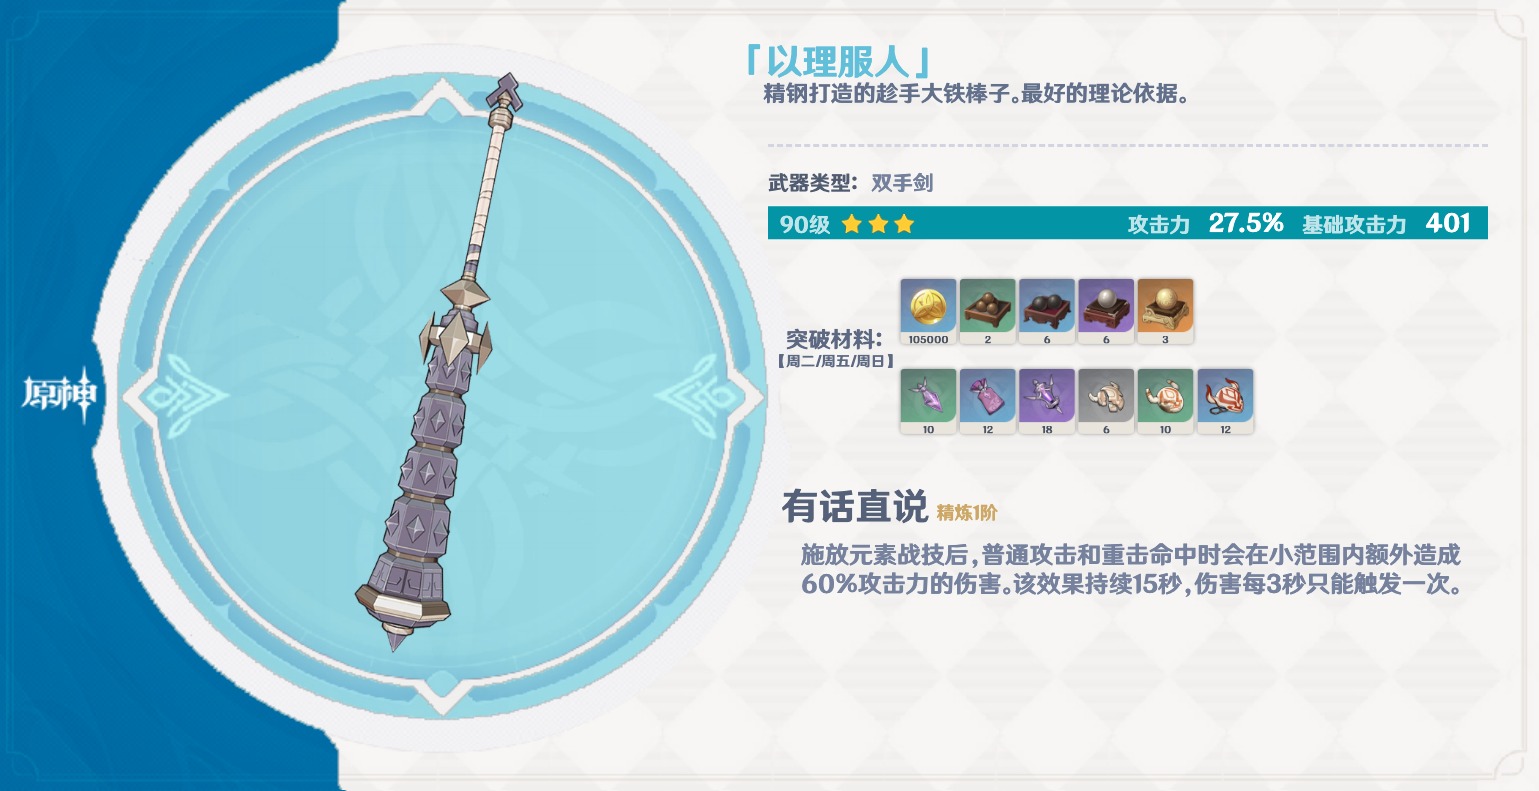 「以理服人」
精钢打造的趁手大铁棒子。最好的理论依据。
武器类型：双手剑
90级 攻击力 27.5% 基础攻击力 401
105000 2 6 6 3
突破材料：
【周二/周五/周日】
原神
10 12 18 6 10 12
有话直说 精炼1阶
施放元素战技后，普通攻击和重击命中时会在小范围内额外造成
60%攻击力的伤害。该效果持续15秒，伤害每3秒只能触发一次。